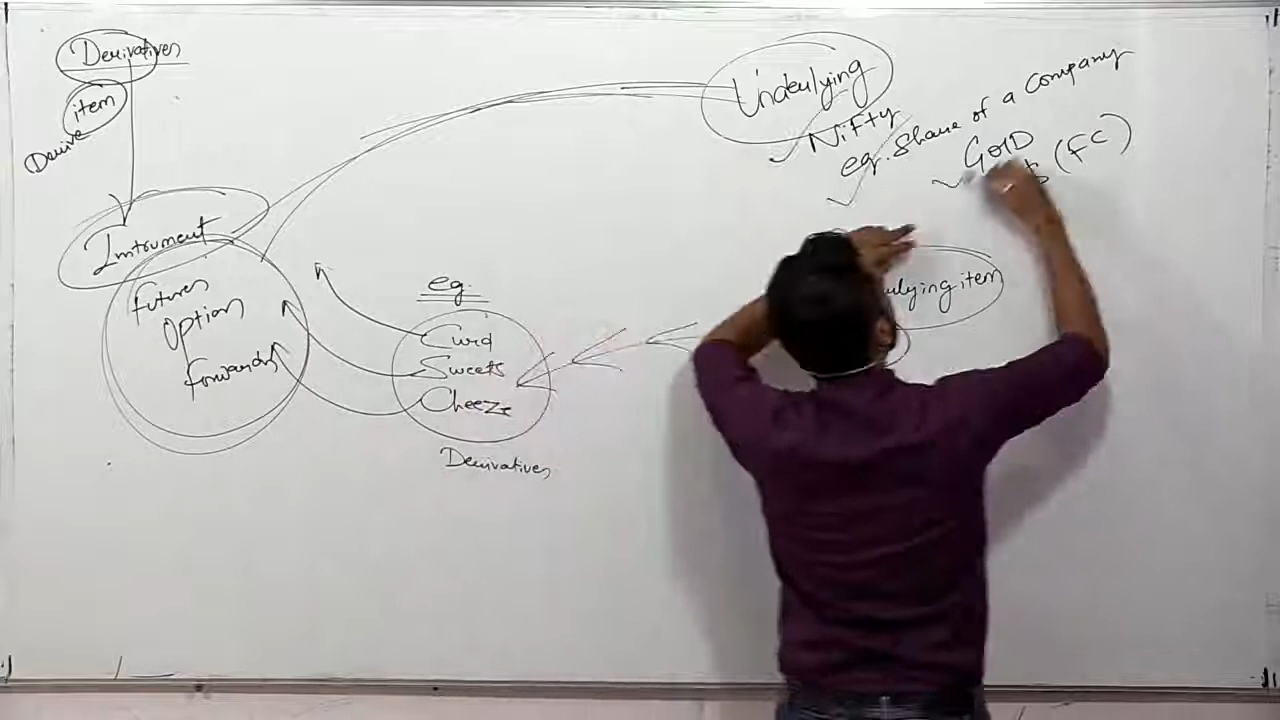 Derivatives
item
Derive
Instrument
Futures
Option
Forwards
eg.
Curd
Sweets
Cheeze
Derivatives
Underlying
Nifty
eg. Share of a company
GOLD
$ (FC)
lying item